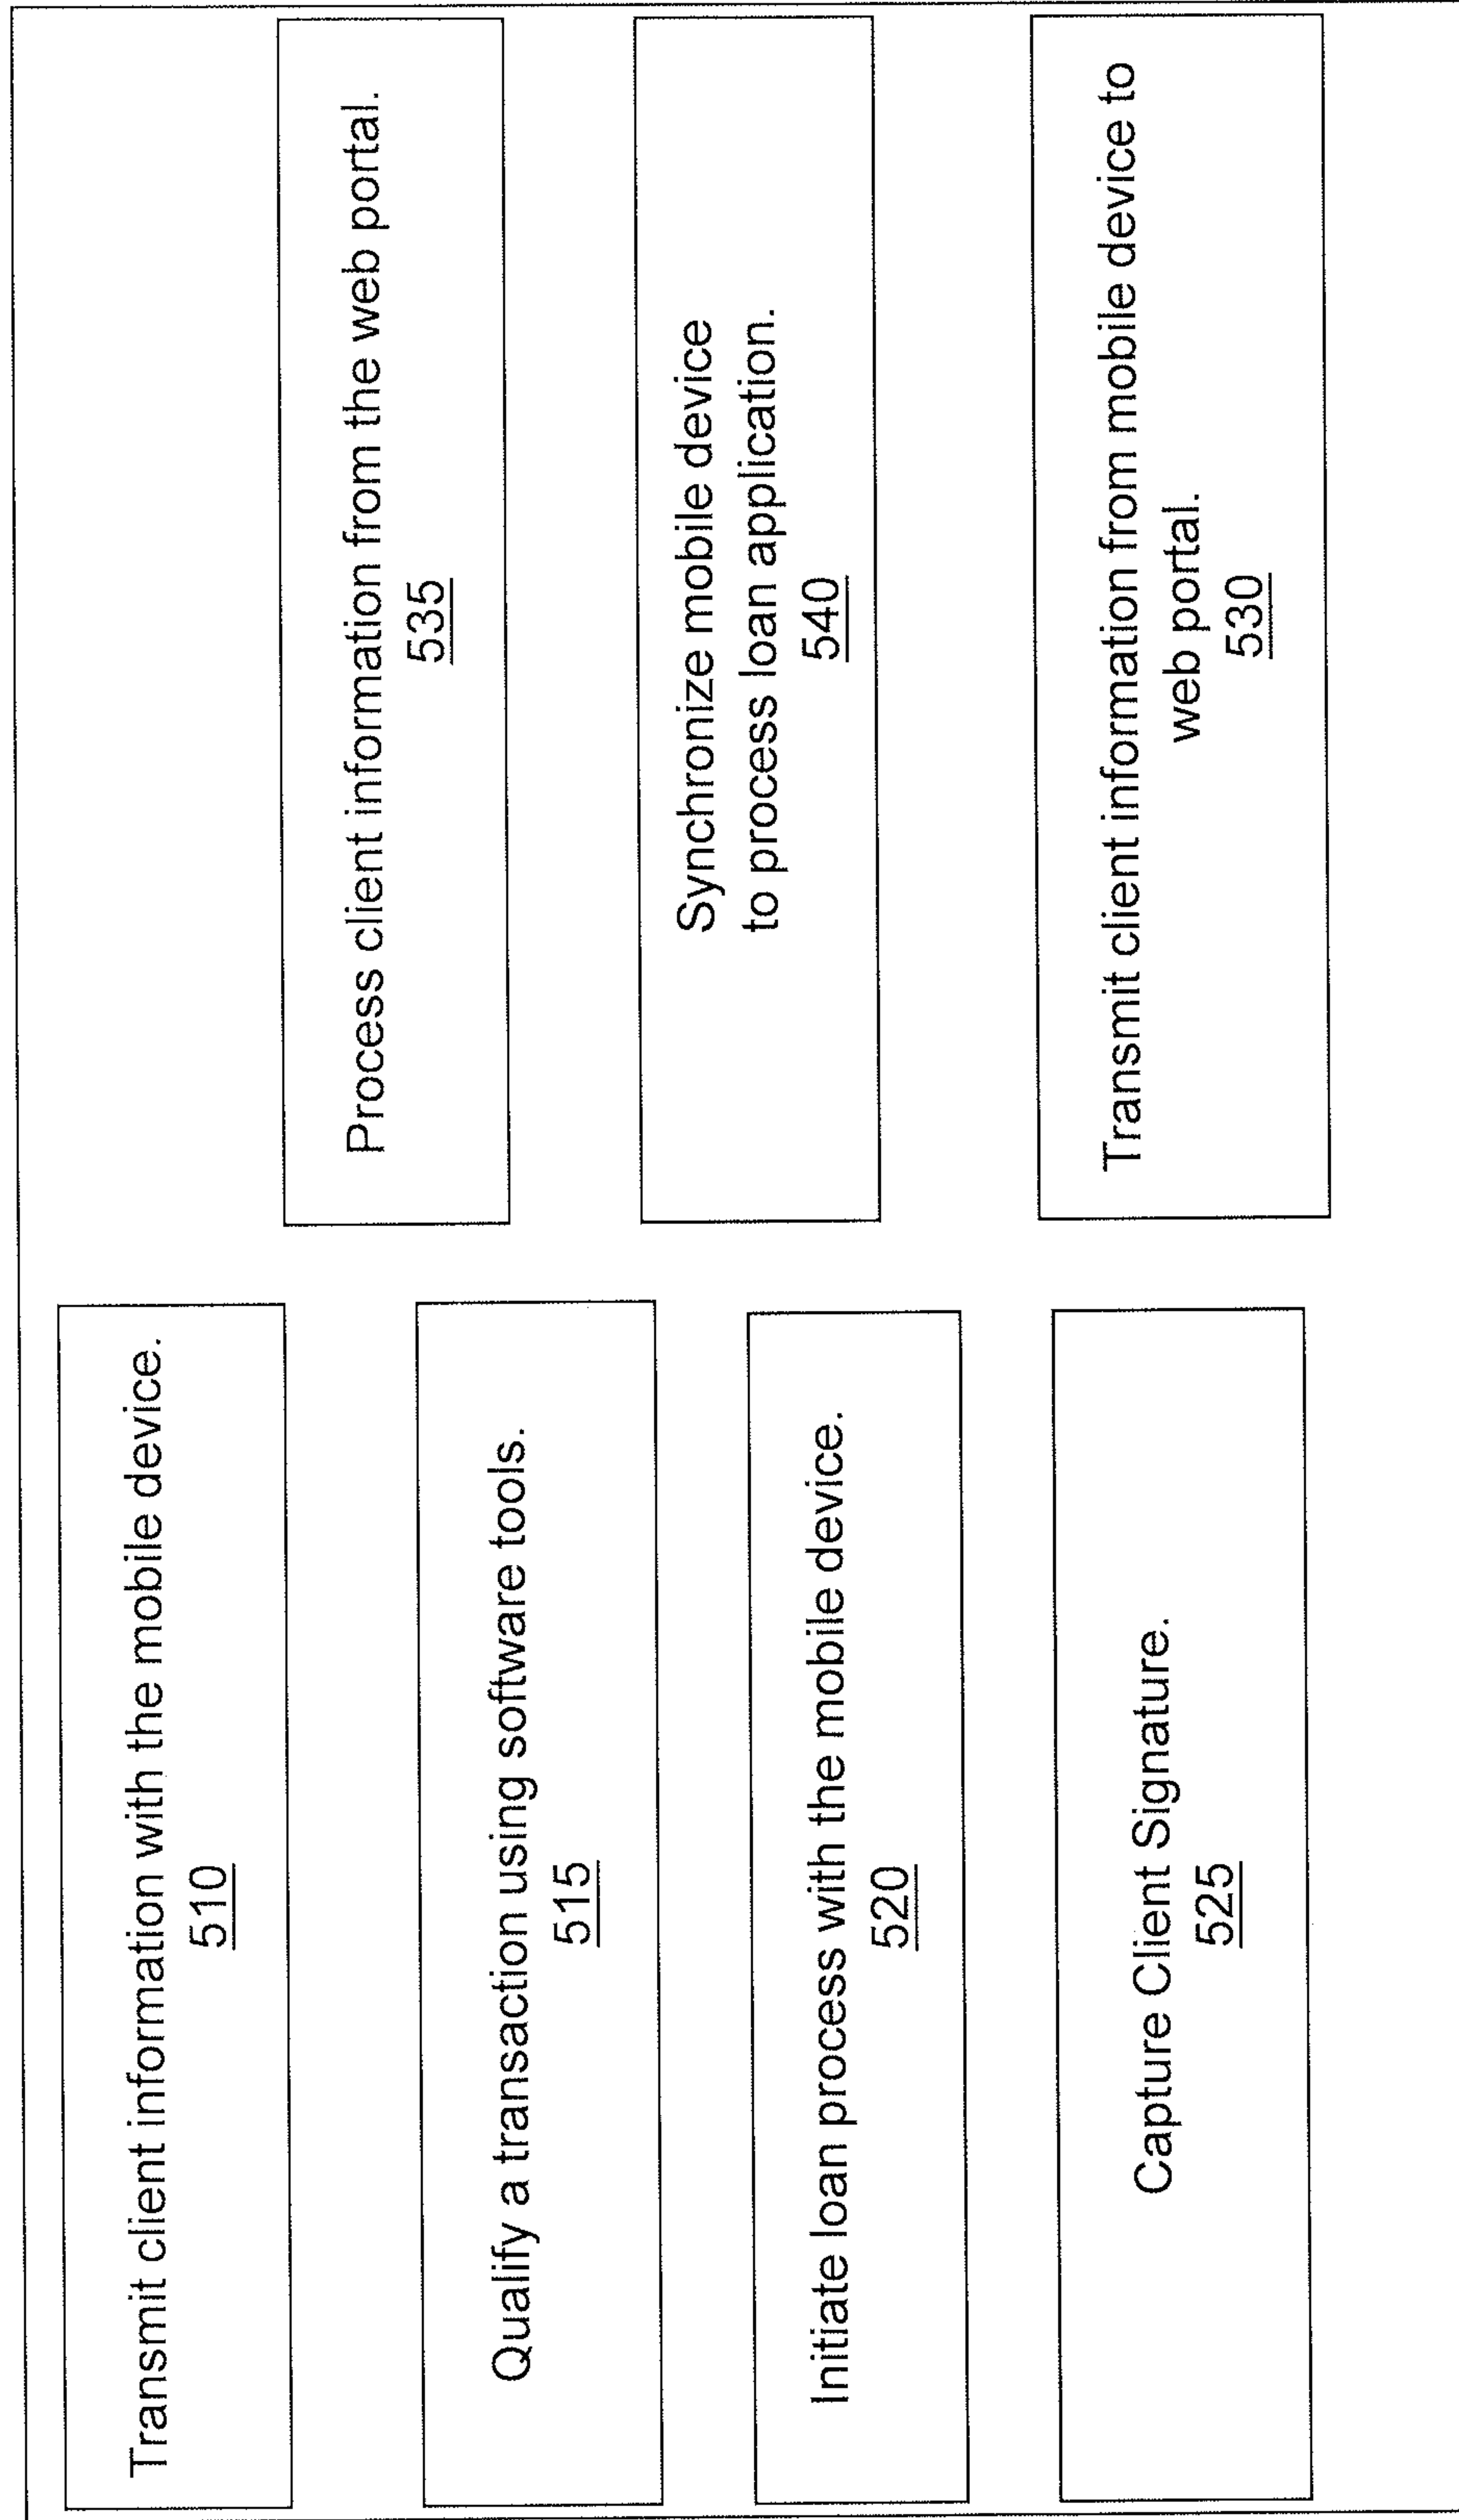 Transmit client information with the mobile device.
510
Qualify a transaction using software tools.
515
Initiate loan process with the mobile device.
520
Capture Client Signature.
525
Process client information from the web portal.
535
Synchronize mobile device
to process loan application.
540
Transmit client information from mobile device to
web portal.
530